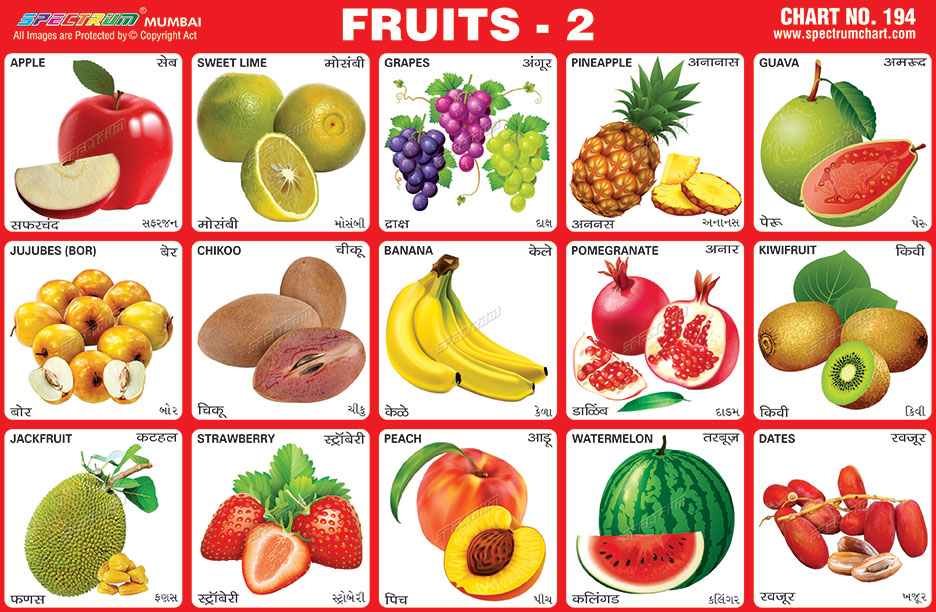 SPECTRUM® MUMBAI
All Images are Protected by © Copyright Act
FRUITS - 2
CHART NO. 194
www.spectrumchart.com
APPLE सेब
सफरचंद સફરજન
SWEET LIME मोसंबी
मोसंबी મોસંબી
GRAPES अंगूर
द्राक्ष દ્રાક્ષ
PINEAPPLE अनानास
अननस અનાનસ
GUAVA अमरूद
पेरू પેરુ
JUJUBES (BOR) बेर
बोर બોર
CHIKOO चीकू
चिकू ચીકુ
BANANA केले
केळे કેળા
POMEGRANATE अनार
डाळिंब દાડમ
KIWIFRUIT किवी
किवी કિવી
JACKFRUIT कटहल
फणस ફણસ
STRAWBERRY स्ट्रॉबेरी
स्ट्रॉबेरी સ્ટ્રોબેરી
PEACH आडू
पिच પીચ
WATERMELON तरबूज़
कलिंगड કલિંગર
DATES खजूर
खजूर ખજૂર